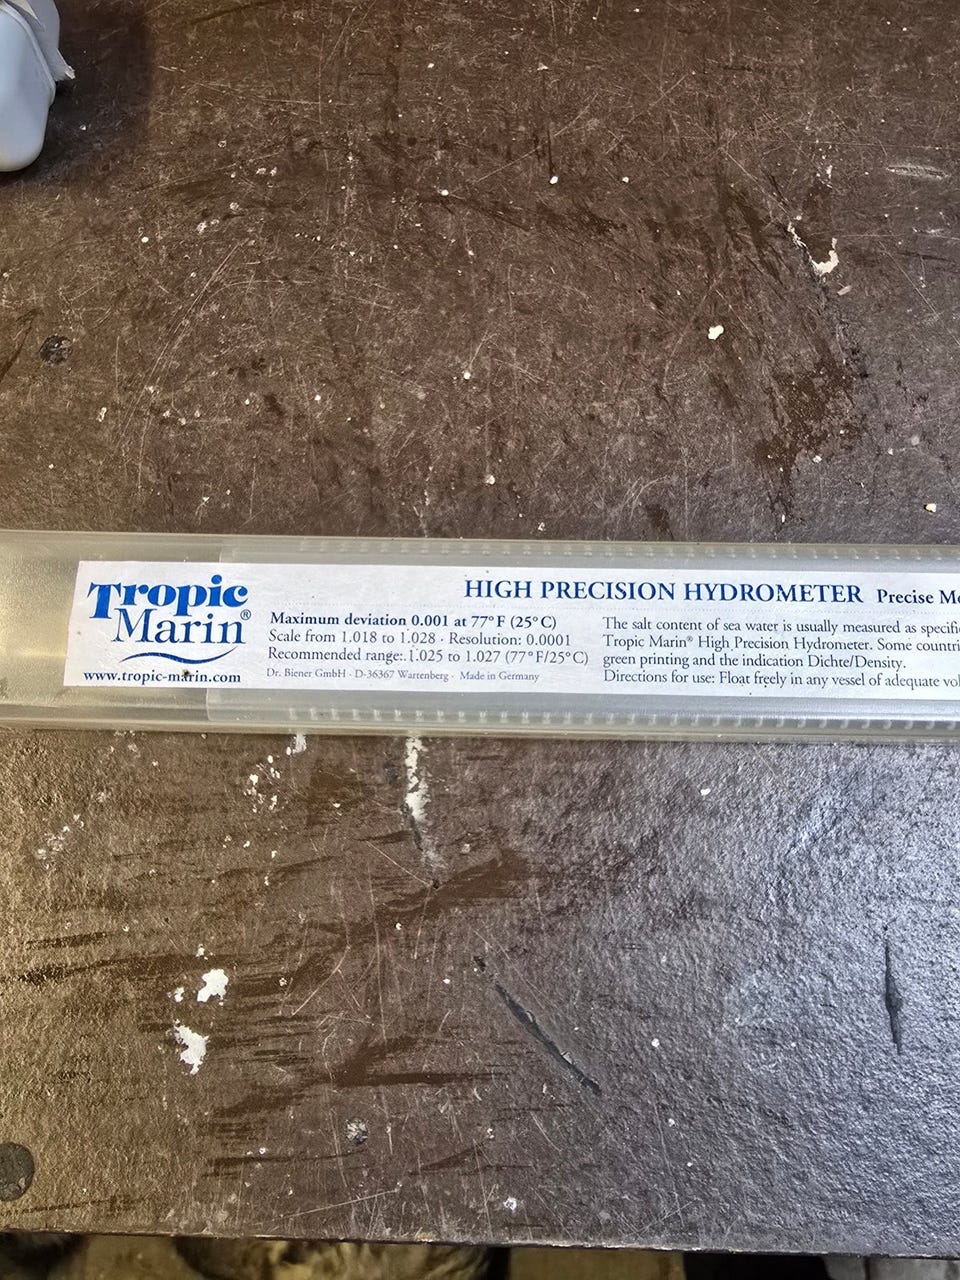 Tropic
Marin®
www.tropic-marin.com
HIGH PRECISION HYDROMETER Precise
Maximum deviation 0.001 at 77°F (25°C)
Scale from 1.018 to 1.028 · Resolution: 0.0001
Recommended range: 1.025 to 1.027 (77°F/25°C)
Dr. Biener GmbH · D-36367 Wartenberg · Made in Germany
The salt content of sea water is usually measured as
Tropic Marin® High Precision Hydrometer. Some
green printing and the indication Dichte/Density.
Directions for use: Float freely in any vessel of adequate